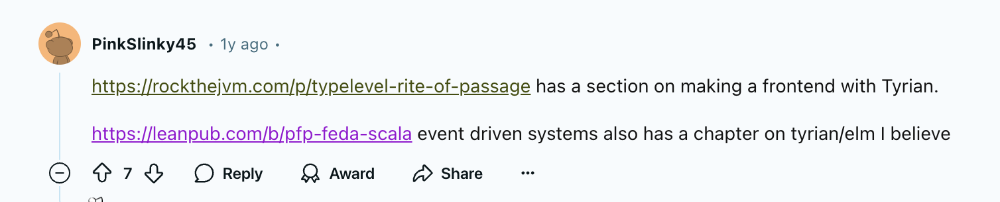 PinkSlinky45 • 1y ago •
https://rockthejvm.com/p/typelevel-rite-of-passage has a section on making a frontend with Tyrian.
https://leanpub.com/b/pfp-feda-scala event driven systems also has a chapter on tyrian/elm I believe
7 Reply Award Share